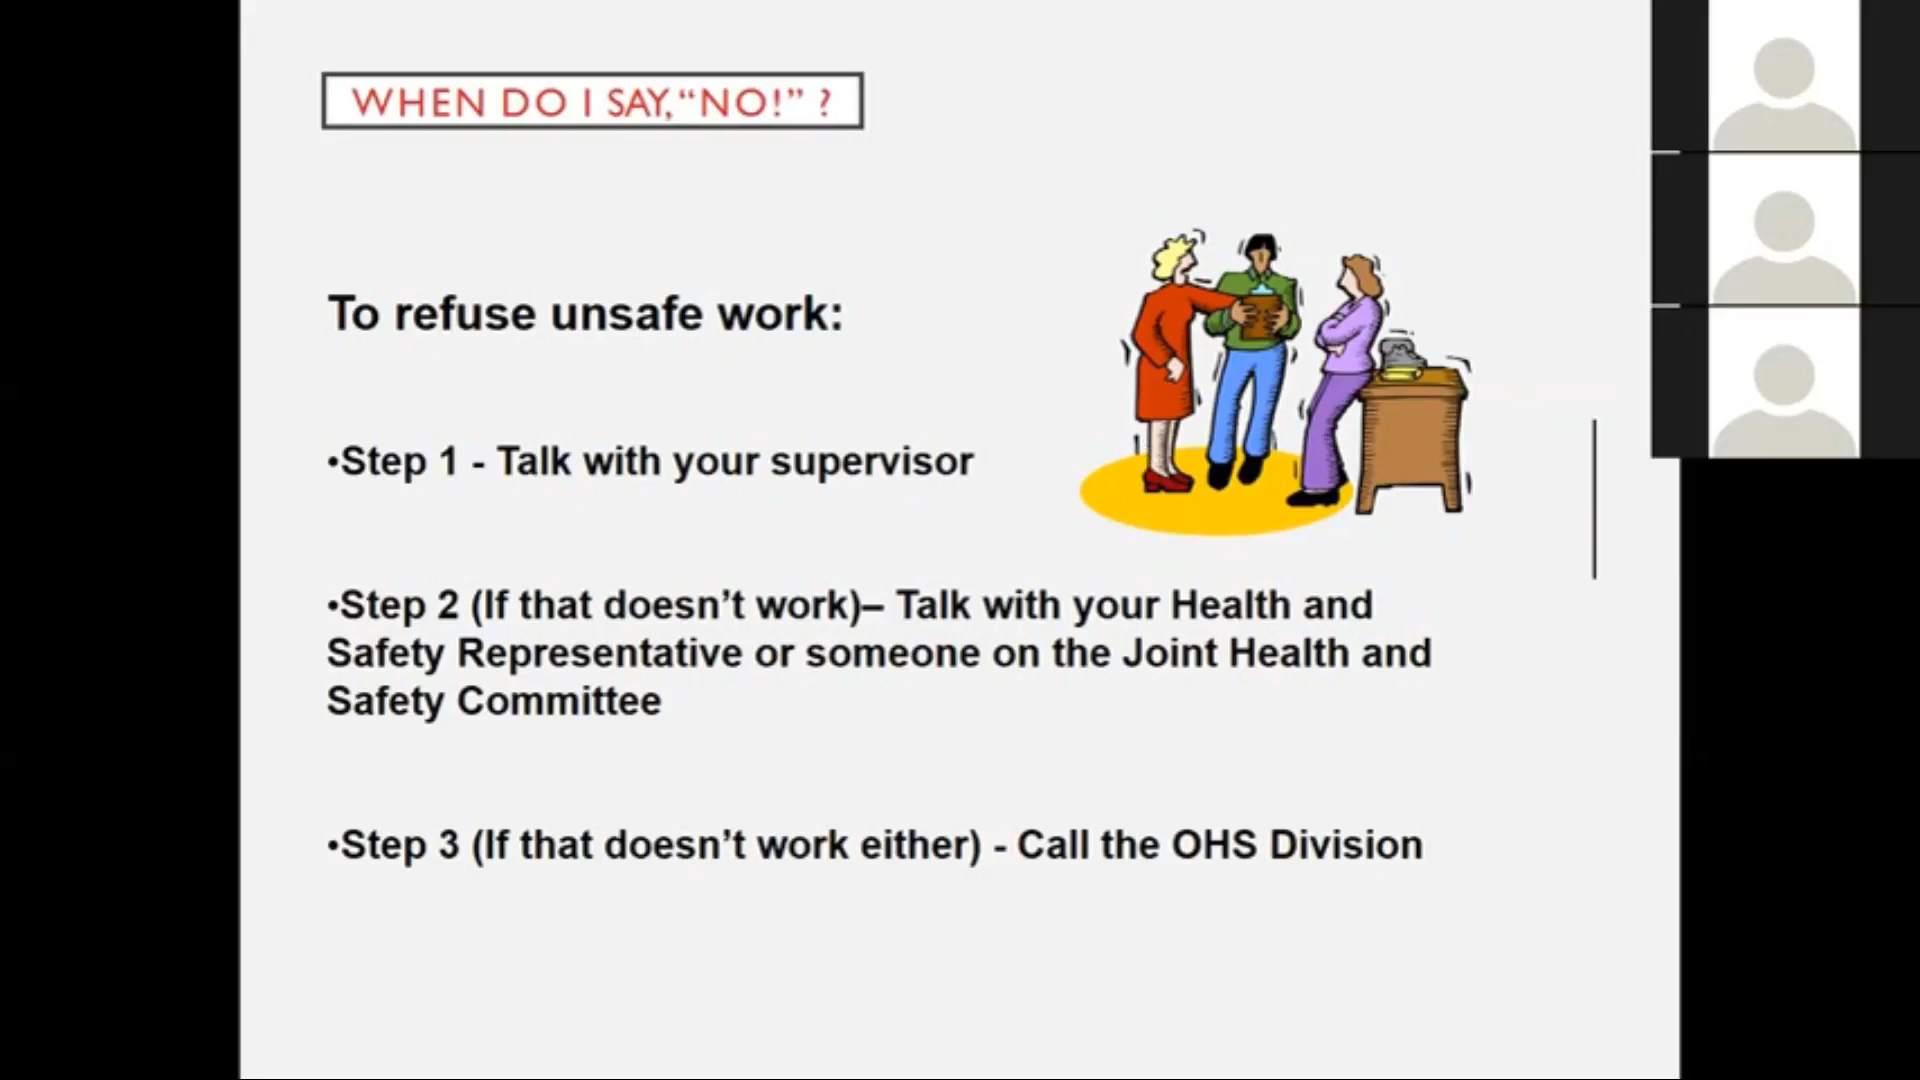 WHEN DO I SAY, “NO!” ?
To refuse unsafe work:
•Step 1 - Talk with your supervisor
•Step 2 (If that doesn’t work)– Talk with your Health and
Safety Representative or someone on the Joint Health and
Safety Committee
•Step 3 (If that doesn’t work either) - Call the OHS Division